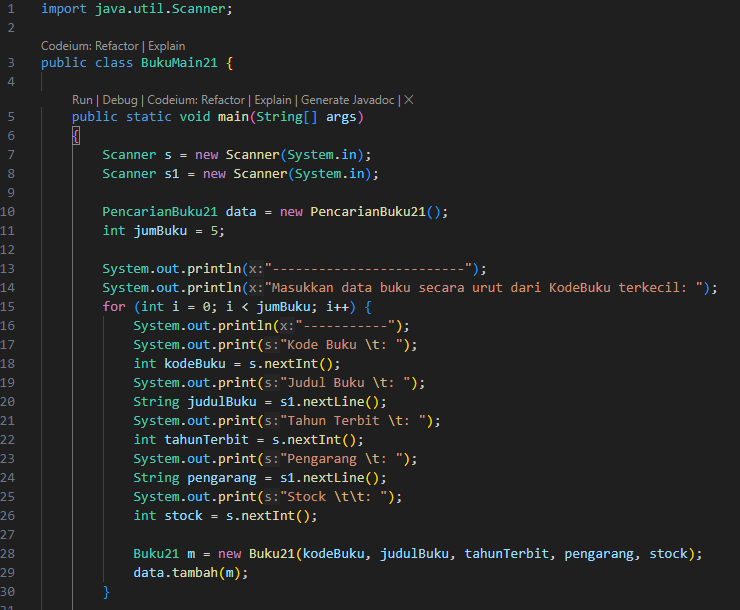 1 import java.util.Scanner;
2
Codeium: Refactor | Explain
3 public class BukuMain21 {
4
Run | Debug | Codeium: Refactor | Explain | Generate Javadoc | X
5 public static void main(String[] args)
6 {
7 Scanner s = new Scanner(System.in);
8 Scanner s1 = new Scanner(System.in);
9
10 PencarianBuku21 data = new PencarianBuku21();
11 int jumBuku = 5;
12
13 System.out.println(x:"-------------------------");
14 System.out.println(x:"Masukkan data buku secara urut dari KodeBuku terkecil: ");
15 for (int i = 0; i < jumBuku; i++) {
16 System.out.println(x:"-----------");
17 System.out.print(s:"Kode Buku \t: ");
18 int kodeBuku = s.nextInt();
19 System.out.print(s:"Judul Buku \t: ");
20 String judulBuku = s1.nextLine();
21 System.out.print(s:"Tahun Terbit \t: ");
22 int tahunTerbit = s.nextInt();
23 System.out.print(s:"Pengarang \t: ");
24 String pengarang = s1.nextLine();
25 System.out.print(s:"Stock \t\t: ");
26 int stock = s.nextInt();
27
28 Buku21 m = new Buku21(kodeBuku, judulBuku, tahunTerbit, pengarang, stock);
29 data.tambah(m);
30 }
31